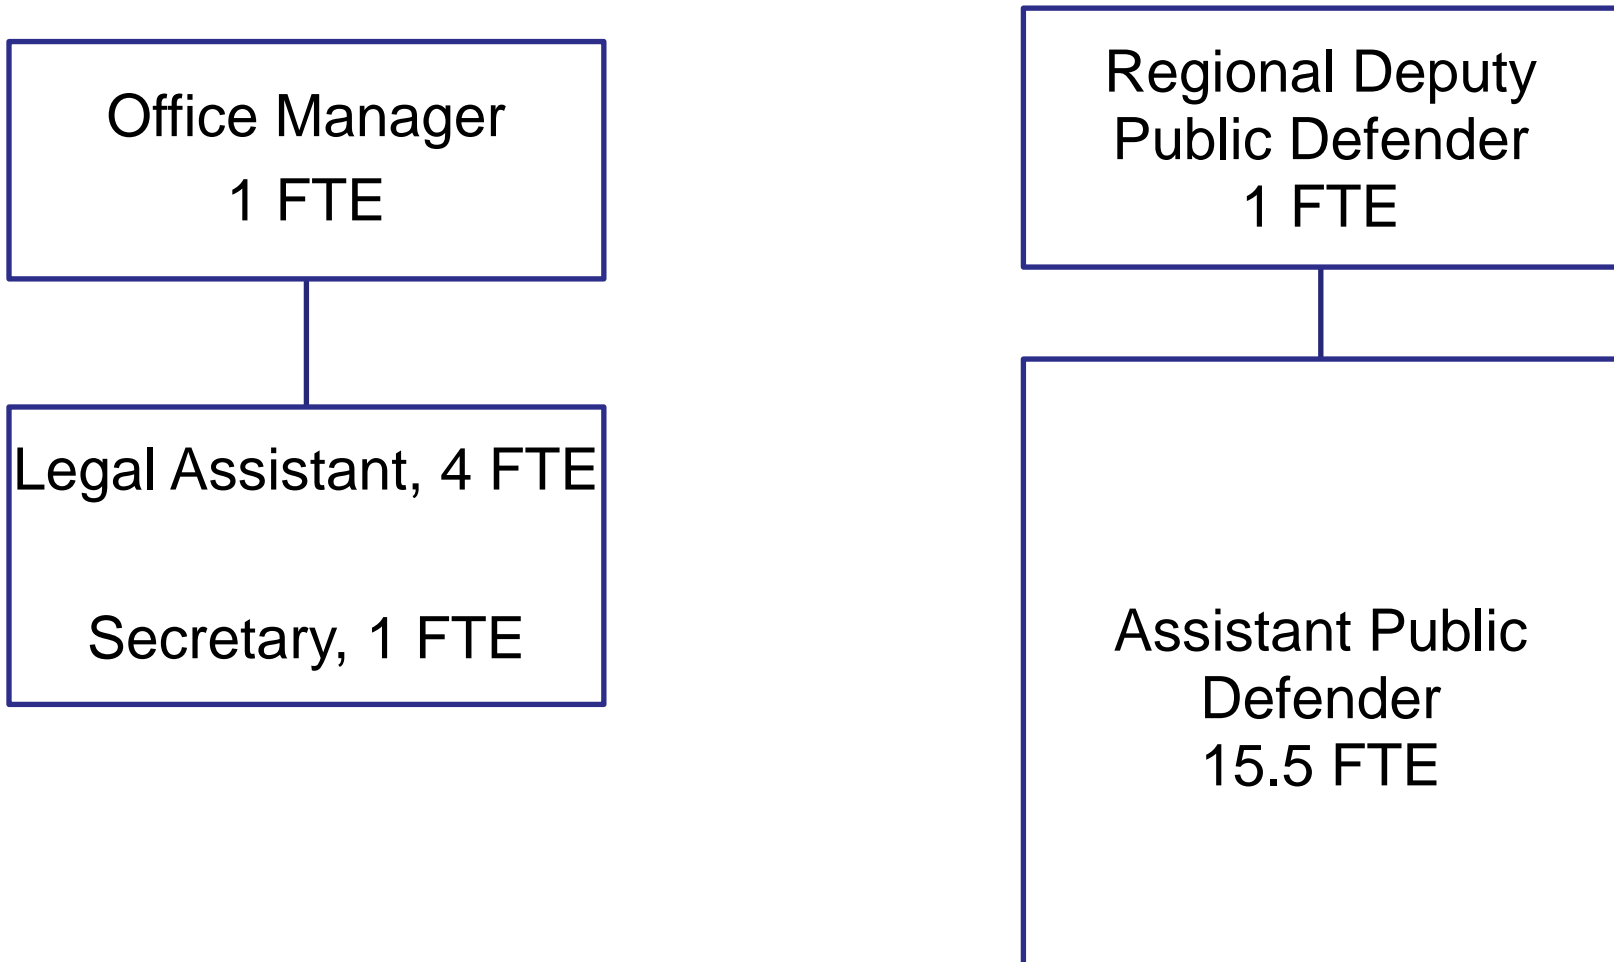 Office Manager
1 FTE
Legal Assistant, 4 FTE
Secretary, 1 FTE
Regional Deputy
Public Defender
1 FTE
Assistant Public
Defender
15.5 FTE